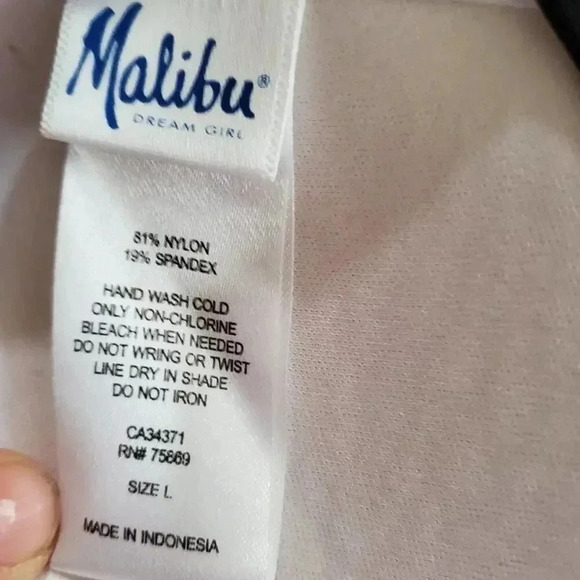 Malibu®
DREAM GIRL
81% NYLON
19% SPANDEX
HAND WASH COLD
ONLY NON-CHLORINE
BLEACH WHEN NEEDED
DO NOT WRING OR TWIST
LINE DRY IN SHADE
DO NOT IRON
CA34371
RN# 75869
SIZE L
MADE IN INDONESIA